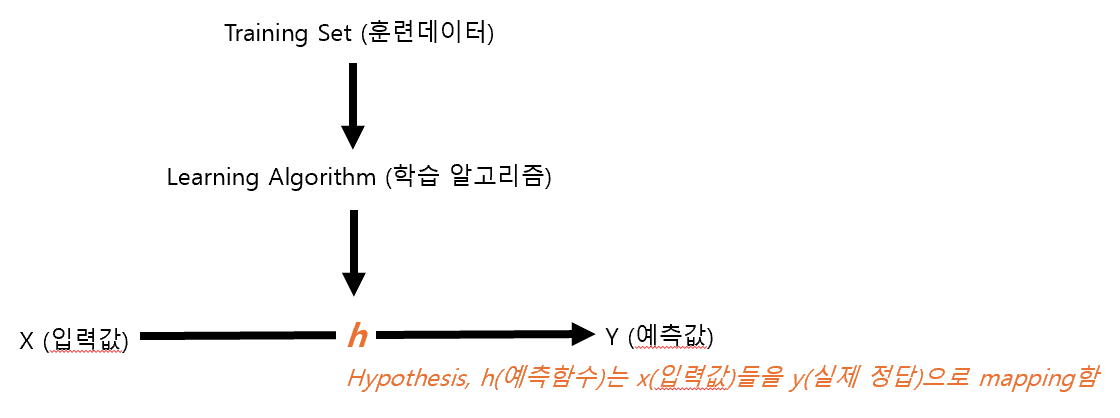 Training Set (훈련데이터)
Learning Algorithm (학습 알고리즘)
X (입력값)
h
Y (예측값)
Hypothesis, h(예측함수)는 x(입력값)들을 y(실제 정답)으로 mapping함